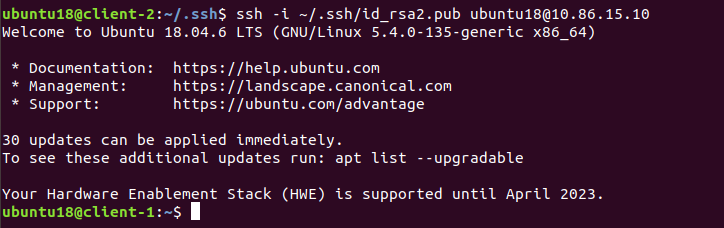 ubuntu18@client-2:~/.ssh$ ssh -i ~/.ssh/id_rsa2.pub ubuntu18@10.86.15.10
Welcome to Ubuntu 18.04.6 LTS (GNU/Linux 5.4.0-135-generic x86_64)

 * Documentation:  https://help.ubuntu.com
 * Management:     https://landscape.canonical.com
 * Support:        https://ubuntu.com/advantage

30 updates can be applied immediately.
To see these additional updates run: apt list --upgradable

Your Hardware Enablement Stack (HWE) is supported until April 2023.
ubuntu18@client-1:~$